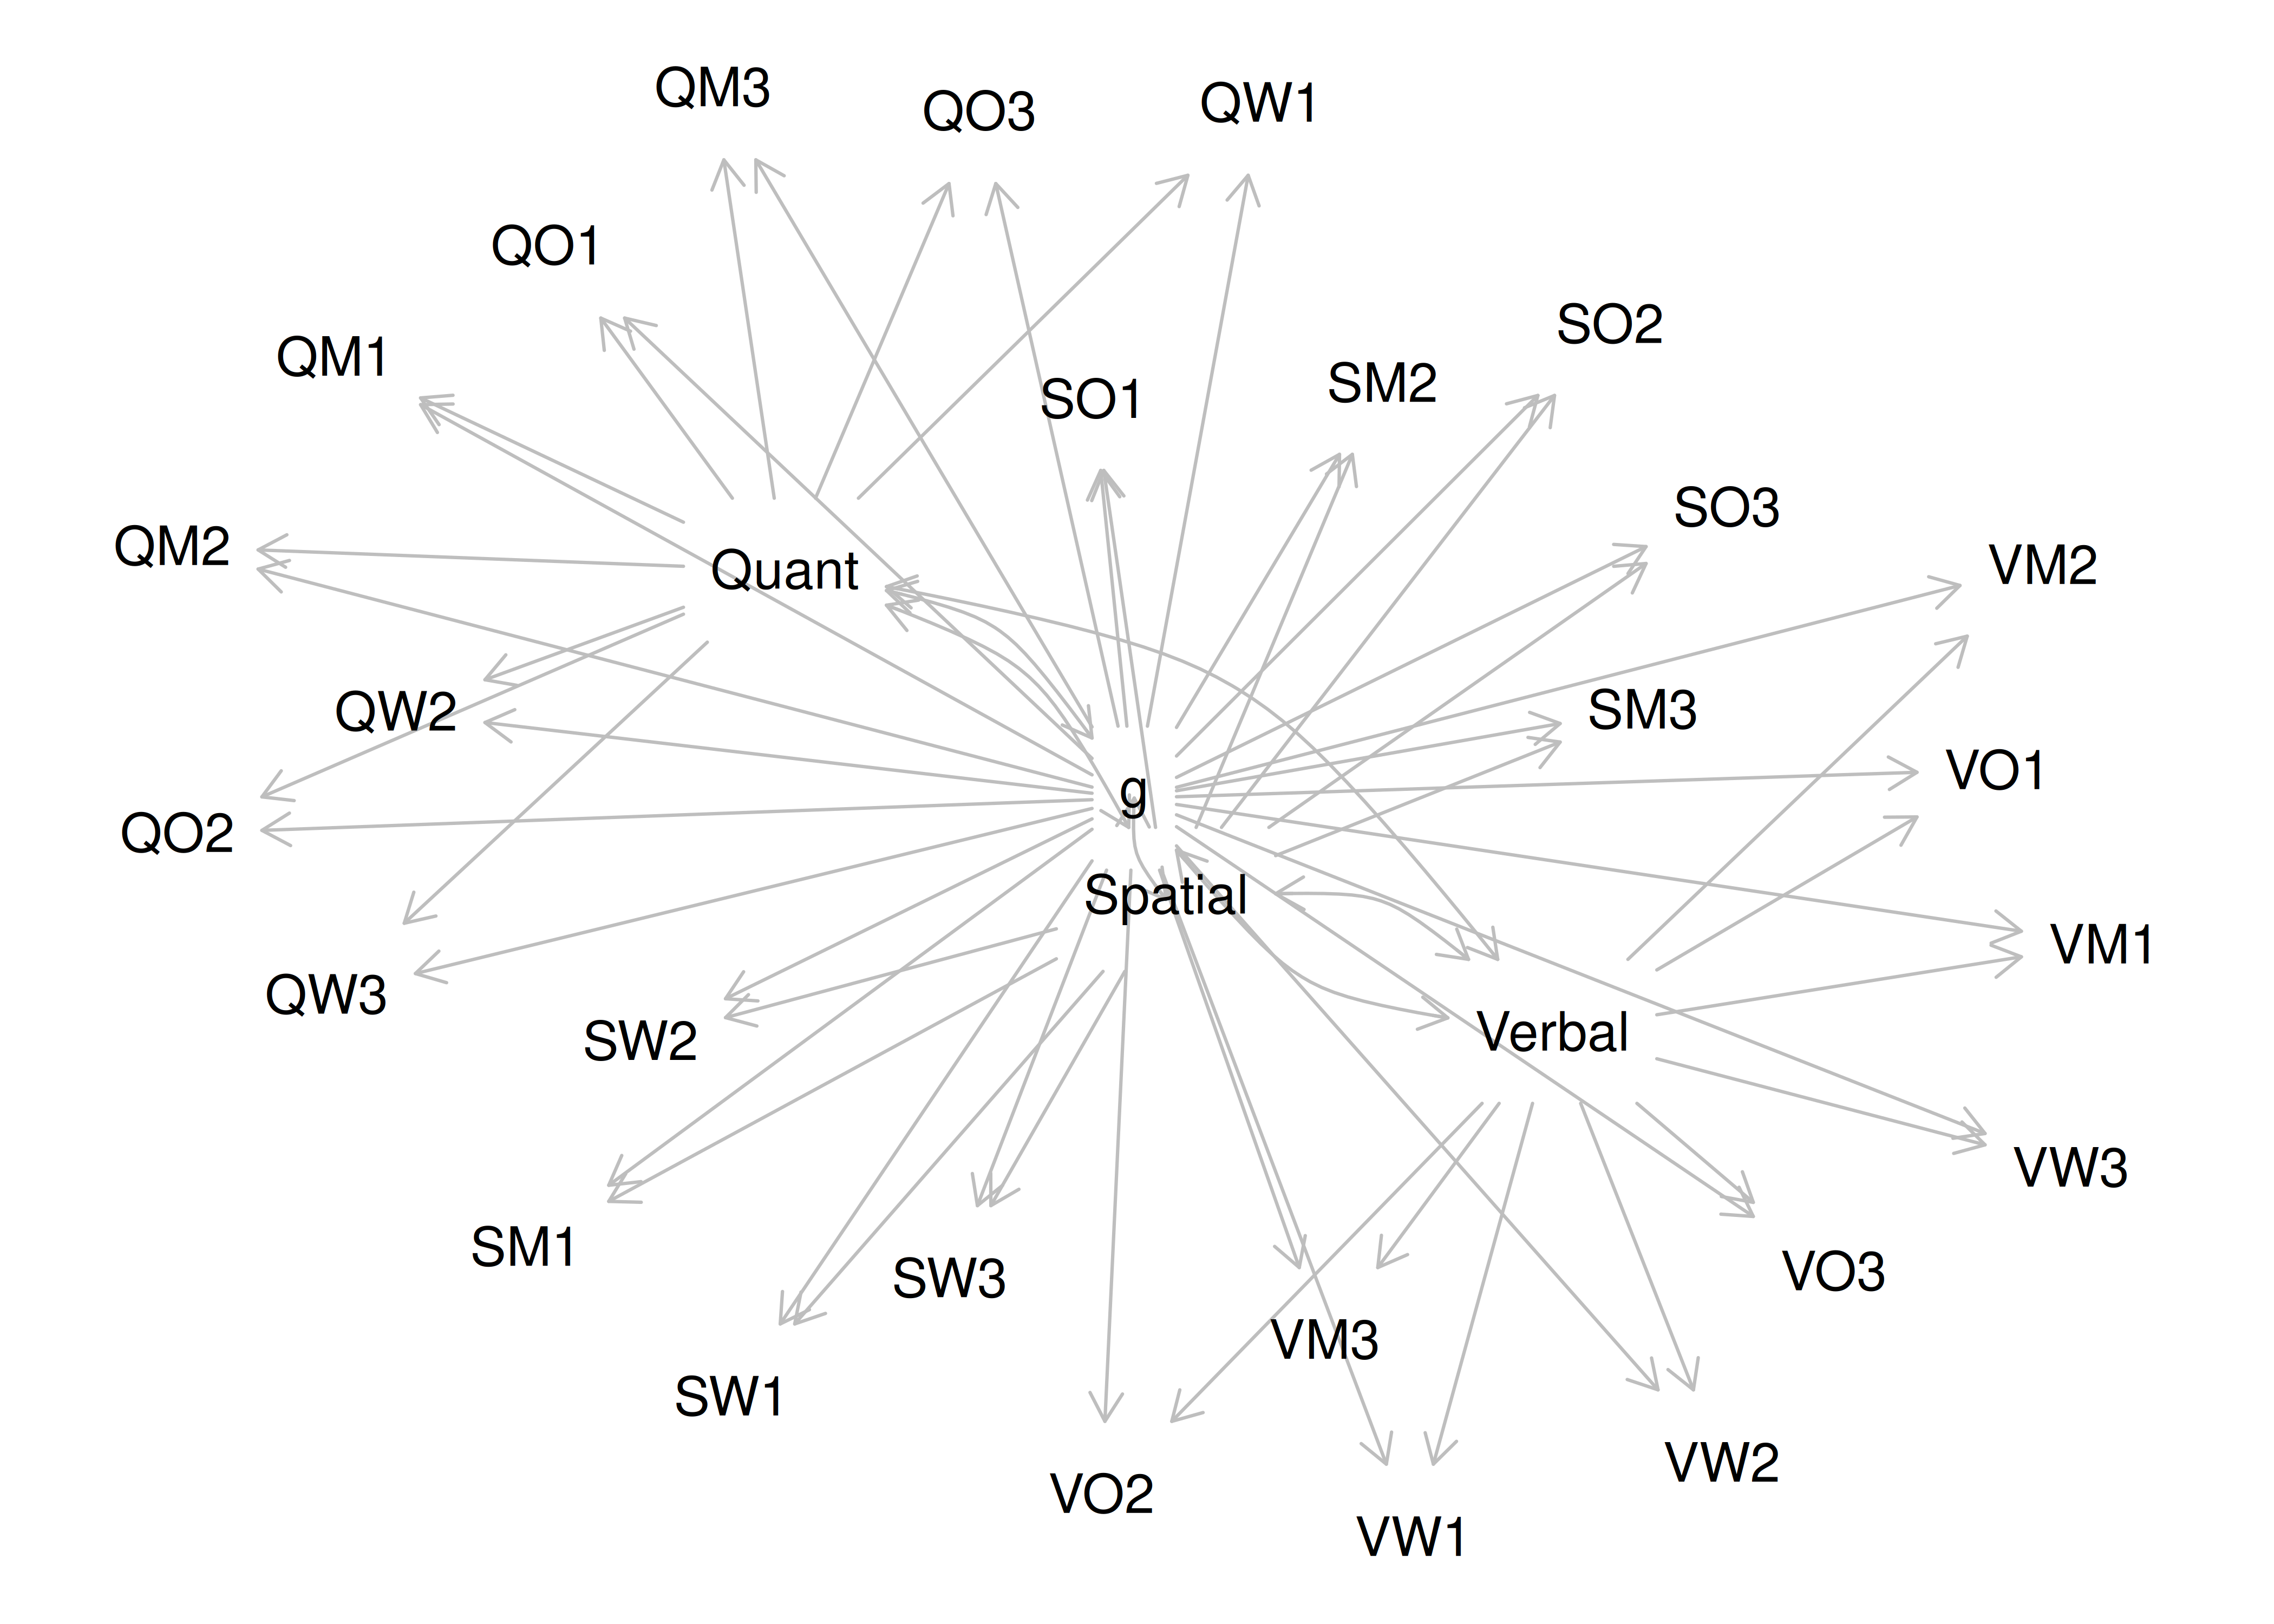 QM3
QO3
QW1
QO1
SO2
QM1
SM2
SO1
SO3
QM2
VM2
Quant
QW2
SM3
VO1
g
QO2
Spatial
VM1
QW3
Verbal
SW2
VW3
SM1
VO3
SW3
VM3
SW1
VW2
VO2
VW1